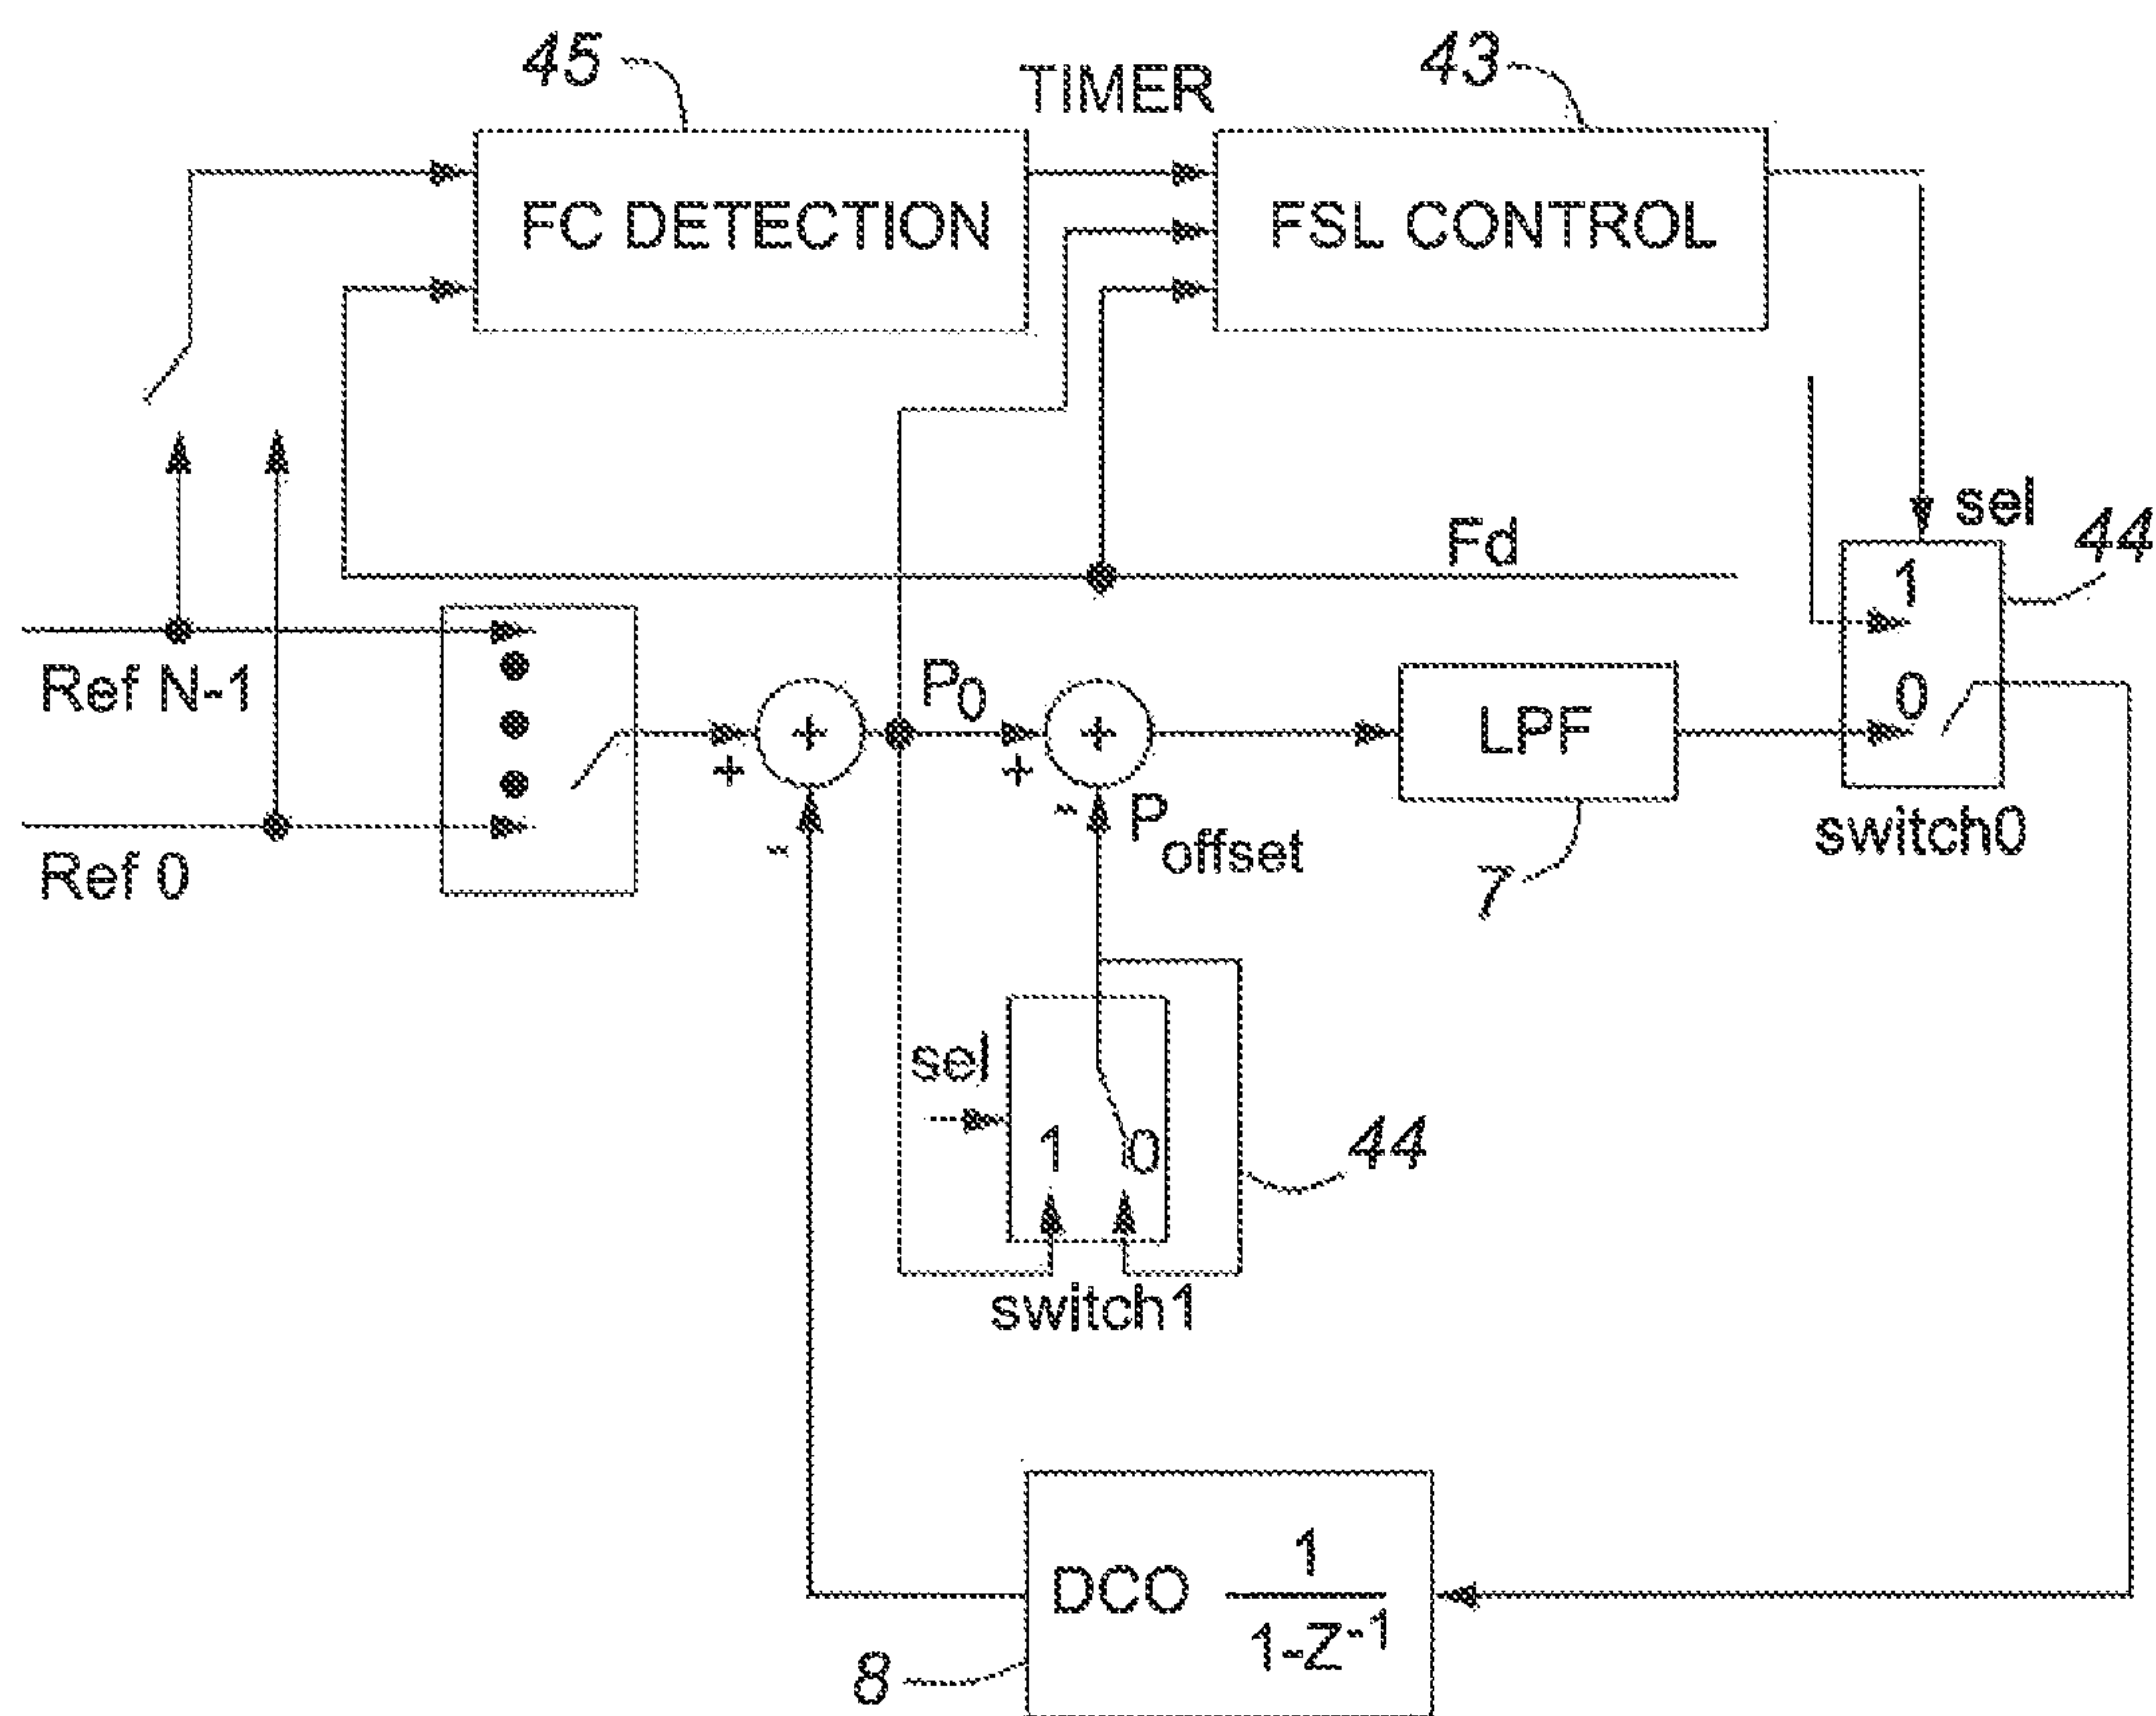 45
TIMER
43
FC DETECTION
FSL CONTROL
sel
44
Fd
1
Ref N-1
P0
0
+
+
LPF
+
+
-
-
Poffset
switch0
Ref 0
7
sel
1
0
44
switch1
DCO 1
1-Z-1
8